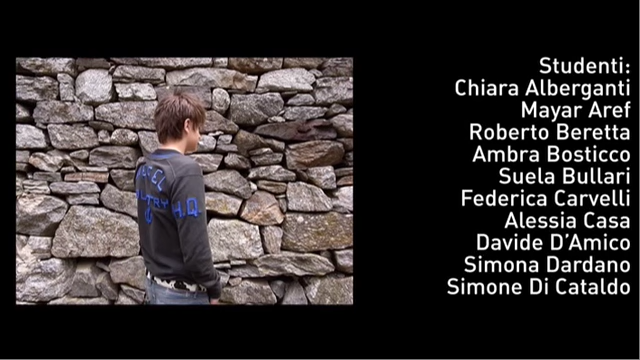 Studenti:
Chiara Alberganti
Mayar Aref
Roberto Beretta
Ambra Bosticco
Suela Bullari
Federica Carvelli
Alessia Casa
Davide D'Amico
Simona Dardano
Simone Di Cataldo
H.Q.